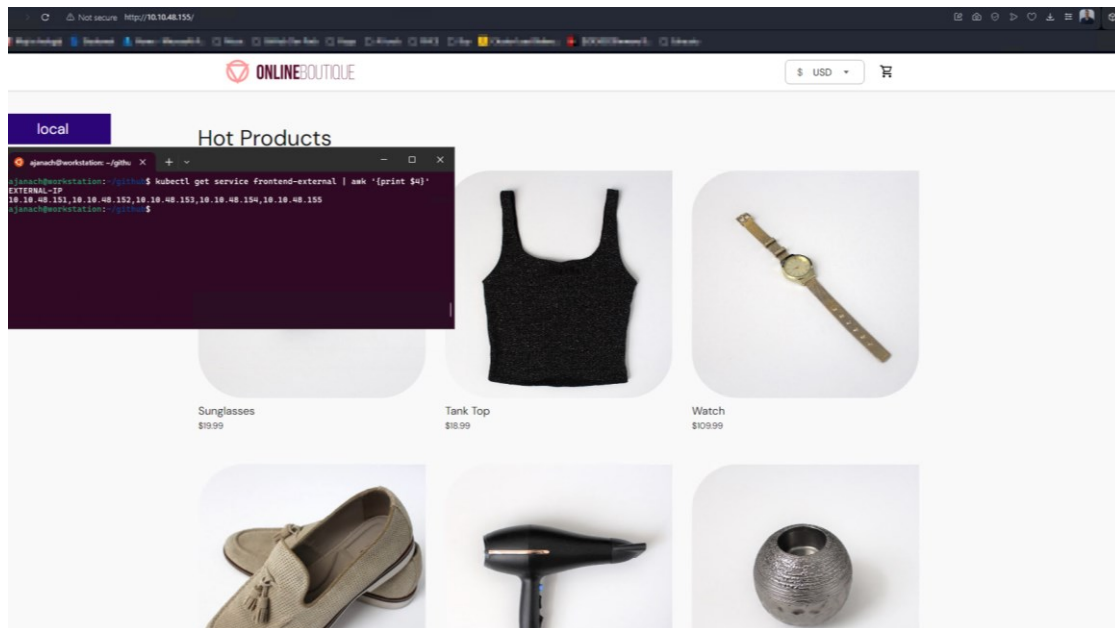 Not secure http://10.10.48.155/
ONLINEBOUTIQUE
$ USD
local
Hot Products
ajanach@workstation: ~/githu
ajanach@workstation:~/github$ kubectl get service frontend-external | awk '{print $4}'
EXTERNAL-IP
10.10.48.151,10.10.48.152,10.10.48.153,10.10.48.154,10.10.48.155
ajanach@workstation:~/github$
Sunglasses
Tank Top
Watch
$19.99
$18.99
$109.99